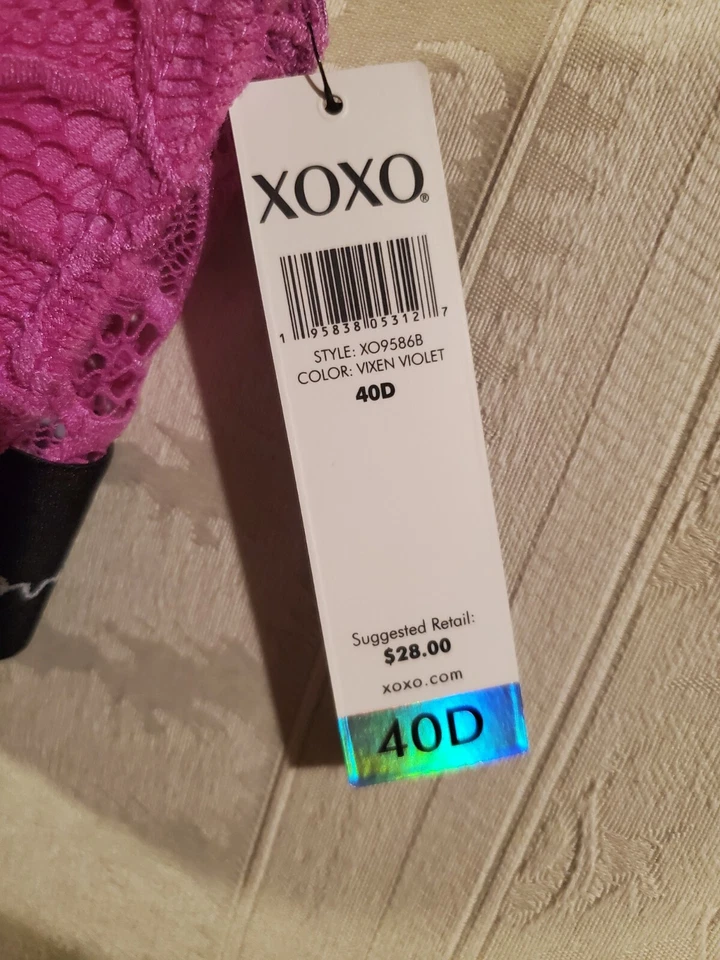 XOXO®
1 95838 05312 7
STYLE: XO9586B
COLOR: VIXEN VIOLET
40D
Suggested Retail:
$28.00
xoxo.com
40D